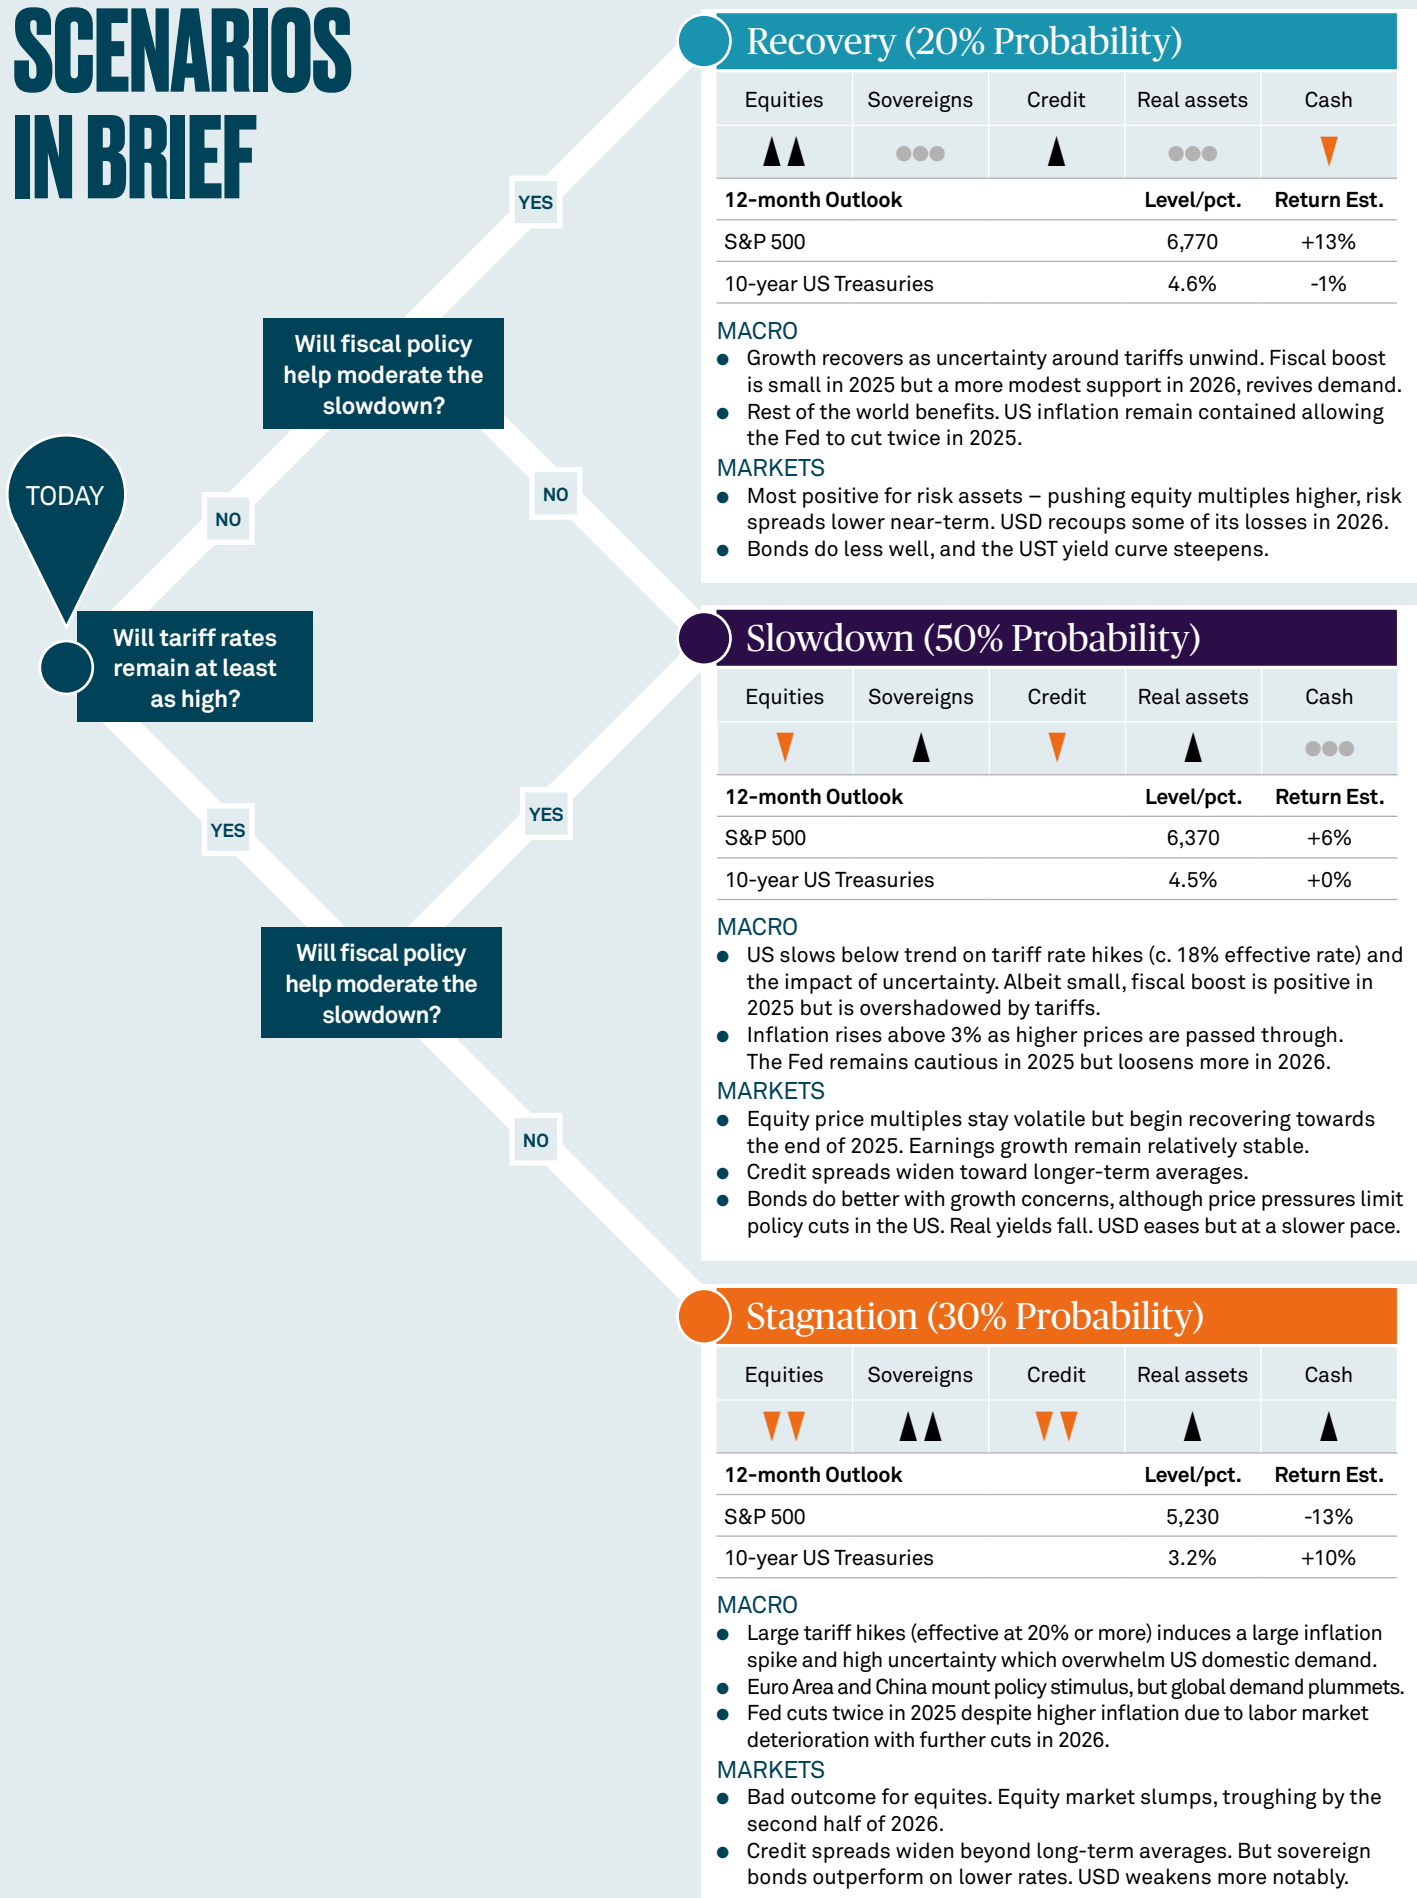 SCENARIOS
IN BRIEF
TODAY
Will tariff rates
remain at least
as high?
NO
YES
Will fiscal policy
help moderate the
slowdown?
YES
NO
Will fiscal policy
help moderate the
slowdown?
YES
NO
Recovery (20% Probability)
Equities Sovereigns Credit Real assets Cash
12-month Outlook Level/pct. Return Est.
S&P 500 6,770 +13%
10-year US Treasuries 4.6% -1%
MACRO
● Growth recovers as uncertainty around tariffs unwind. Fiscal boost
is small in 2025 but a more modest support in 2026, revives demand.
● Rest of the world benefits. US inflation remain contained allowing
the Fed to cut twice in 2025.
MARKETS
● Most positive for risk assets – pushing equity multiples higher, risk
spreads lower near-term. USD recoups some of its losses in 2026.
● Bonds do less well, and the UST yield curve steepens.
Slowdown (50% Probability)
Equities Sovereigns Credit Real assets Cash
12-month Outlook Level/pct. Return Est.
S&P 500 6,370 +6%
10-year US Treasuries 4.5% +0%
MACRO
● US slows below trend on tariff rate hikes (c. 18% effective rate) and
the impact of uncertainty. Albeit small, fiscal boost is positive in
2025 but is overshadowed by tariffs.
● Inflation rises above 3% as higher prices are passed through.
The Fed remains cautious in 2025 but loosens more in 2026.
MARKETS
● Equity price multiples stay volatile but begin recovering towards
the end of 2025. Earnings growth remain relatively stable.
● Credit spreads widen toward longer-term averages.
● Bonds do better with growth concerns, although price pressures limit
policy cuts in the US. Real yields fall. USD eases but at a slower pace.
Stagnation (30% Probability)
Equities Sovereigns Credit Real assets Cash
12-month Outlook Level/pct. Return Est.
S&P 500 5,230 -13%
10-year US Treasuries 3.2% +10%
MACRO
● Large tariff hikes (effective at 20% or more) induces a large inflation
spike and high uncertainty which overwhelm US domestic demand.
● Euro Area and China mount policy stimulus, but global demand plummets.
● Fed cuts twice in 2025 despite higher inflation due to labor market
deterioration with further cuts in 2026.
MARKETS
● Bad outcome for equites. Equity market slumps, troughing by the
second half of 2026.
● Credit spreads widen beyond long-term averages. But sovereign
bonds outperform on lower rates. USD weakens more notably.